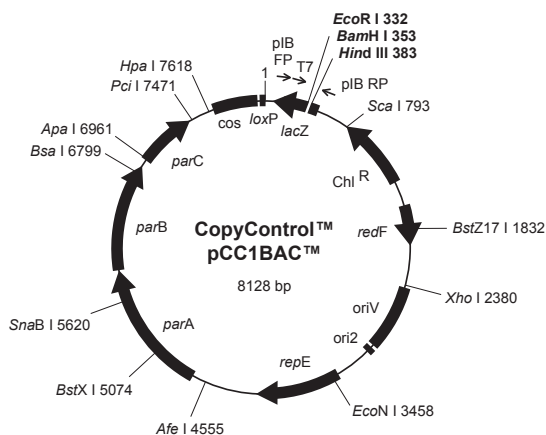 EcoR I 332
BamH I 353
Hind III 383
pIB
FP
T7
1
pIB RP
Hpa I 7618
Pci I 7471
cos
loxP
lacZ
Sca I 793
Apa I 6961
Bsa I 6799
parC
Chl R
parB
CopyControl™
pCC1BAC™
8128 bp
redF
BstZ17 I 1832
Xho I 2380
oriV
ori2
SnaB I 5620
parA
repE
BstX I 5074
Afe I 4555
EcoN I 3458